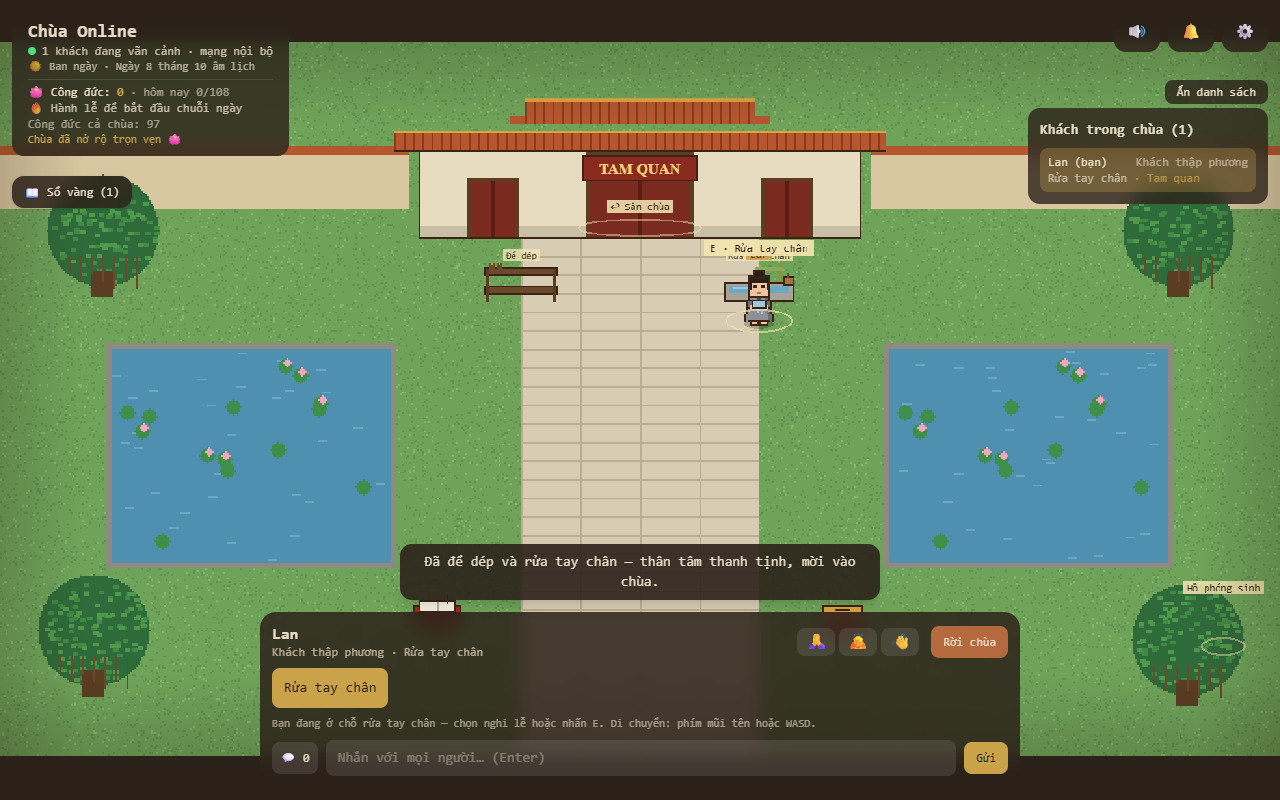 Chùa Online
1 khách đang vãn cảnh · mạng nội bộ
Ban ngày · Ngày 8 tháng 10 âm lịch
Công đức: 0 · hôm nay 0/108
Hành lễ để bắt đầu chuỗi ngày
Công đức cả chùa: 97
Chùa đã nở rộ trọn vẹn
Sổ vàng (1)
Ẩn danh sách
Khách trong chùa (1)
Lan (bạn) Khách thập phương
Rửa tay chân · Tam quan
TAM QUAN
↩ Sân chùa
Để dép
E · Rửa tay chân
Đã để dép và rửa tay chân — thân tâm thanh tịnh, mời vào
chùa.
Hồ phóng sinh
Lan
Khách thập phương · Rửa tay chân
Rời chùa
Rửa tay chân
Bạn đang ở chỗ rửa tay chân — chọn nghi lễ hoặc nhấn E. Di chuyển: phím mũi tên hoặc WASD.
0
Nhắn với mọi người… (Enter)
Gửi